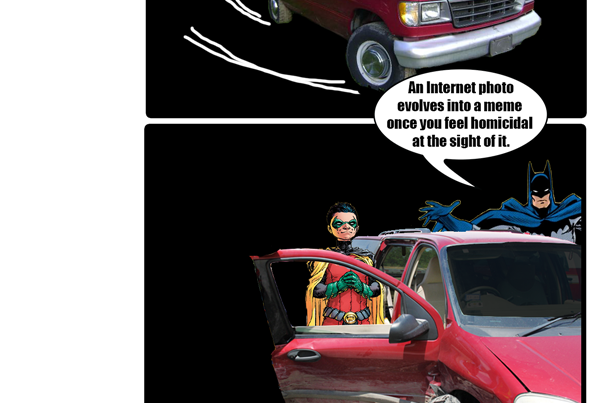 An Internet photo
evolves into a meme
once you feel homicidal
at the sight of it.